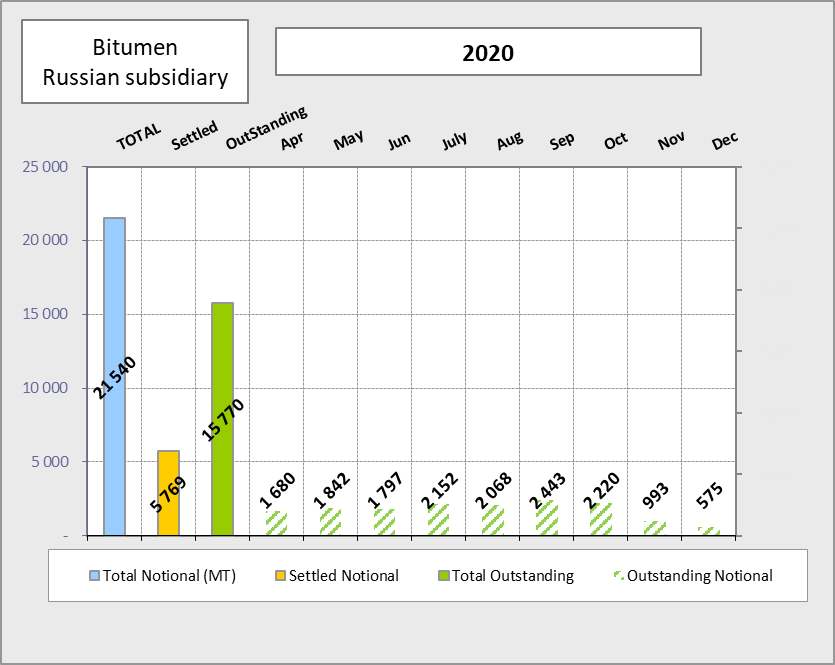 Bitumen
Russian subsidiary
2020
TOTAL Settled OutStanding Apr May Jun July Aug Sep Oct Nov Dec
25 000
20 000
15 000
10 000
5 000
-
21 540 5 769 15 770 1 680 1 842 1 797 2 152 2 068 2 443 2 220 993 575
Total Notional (MT) Settled Notional Total Outstanding Outstanding Notional